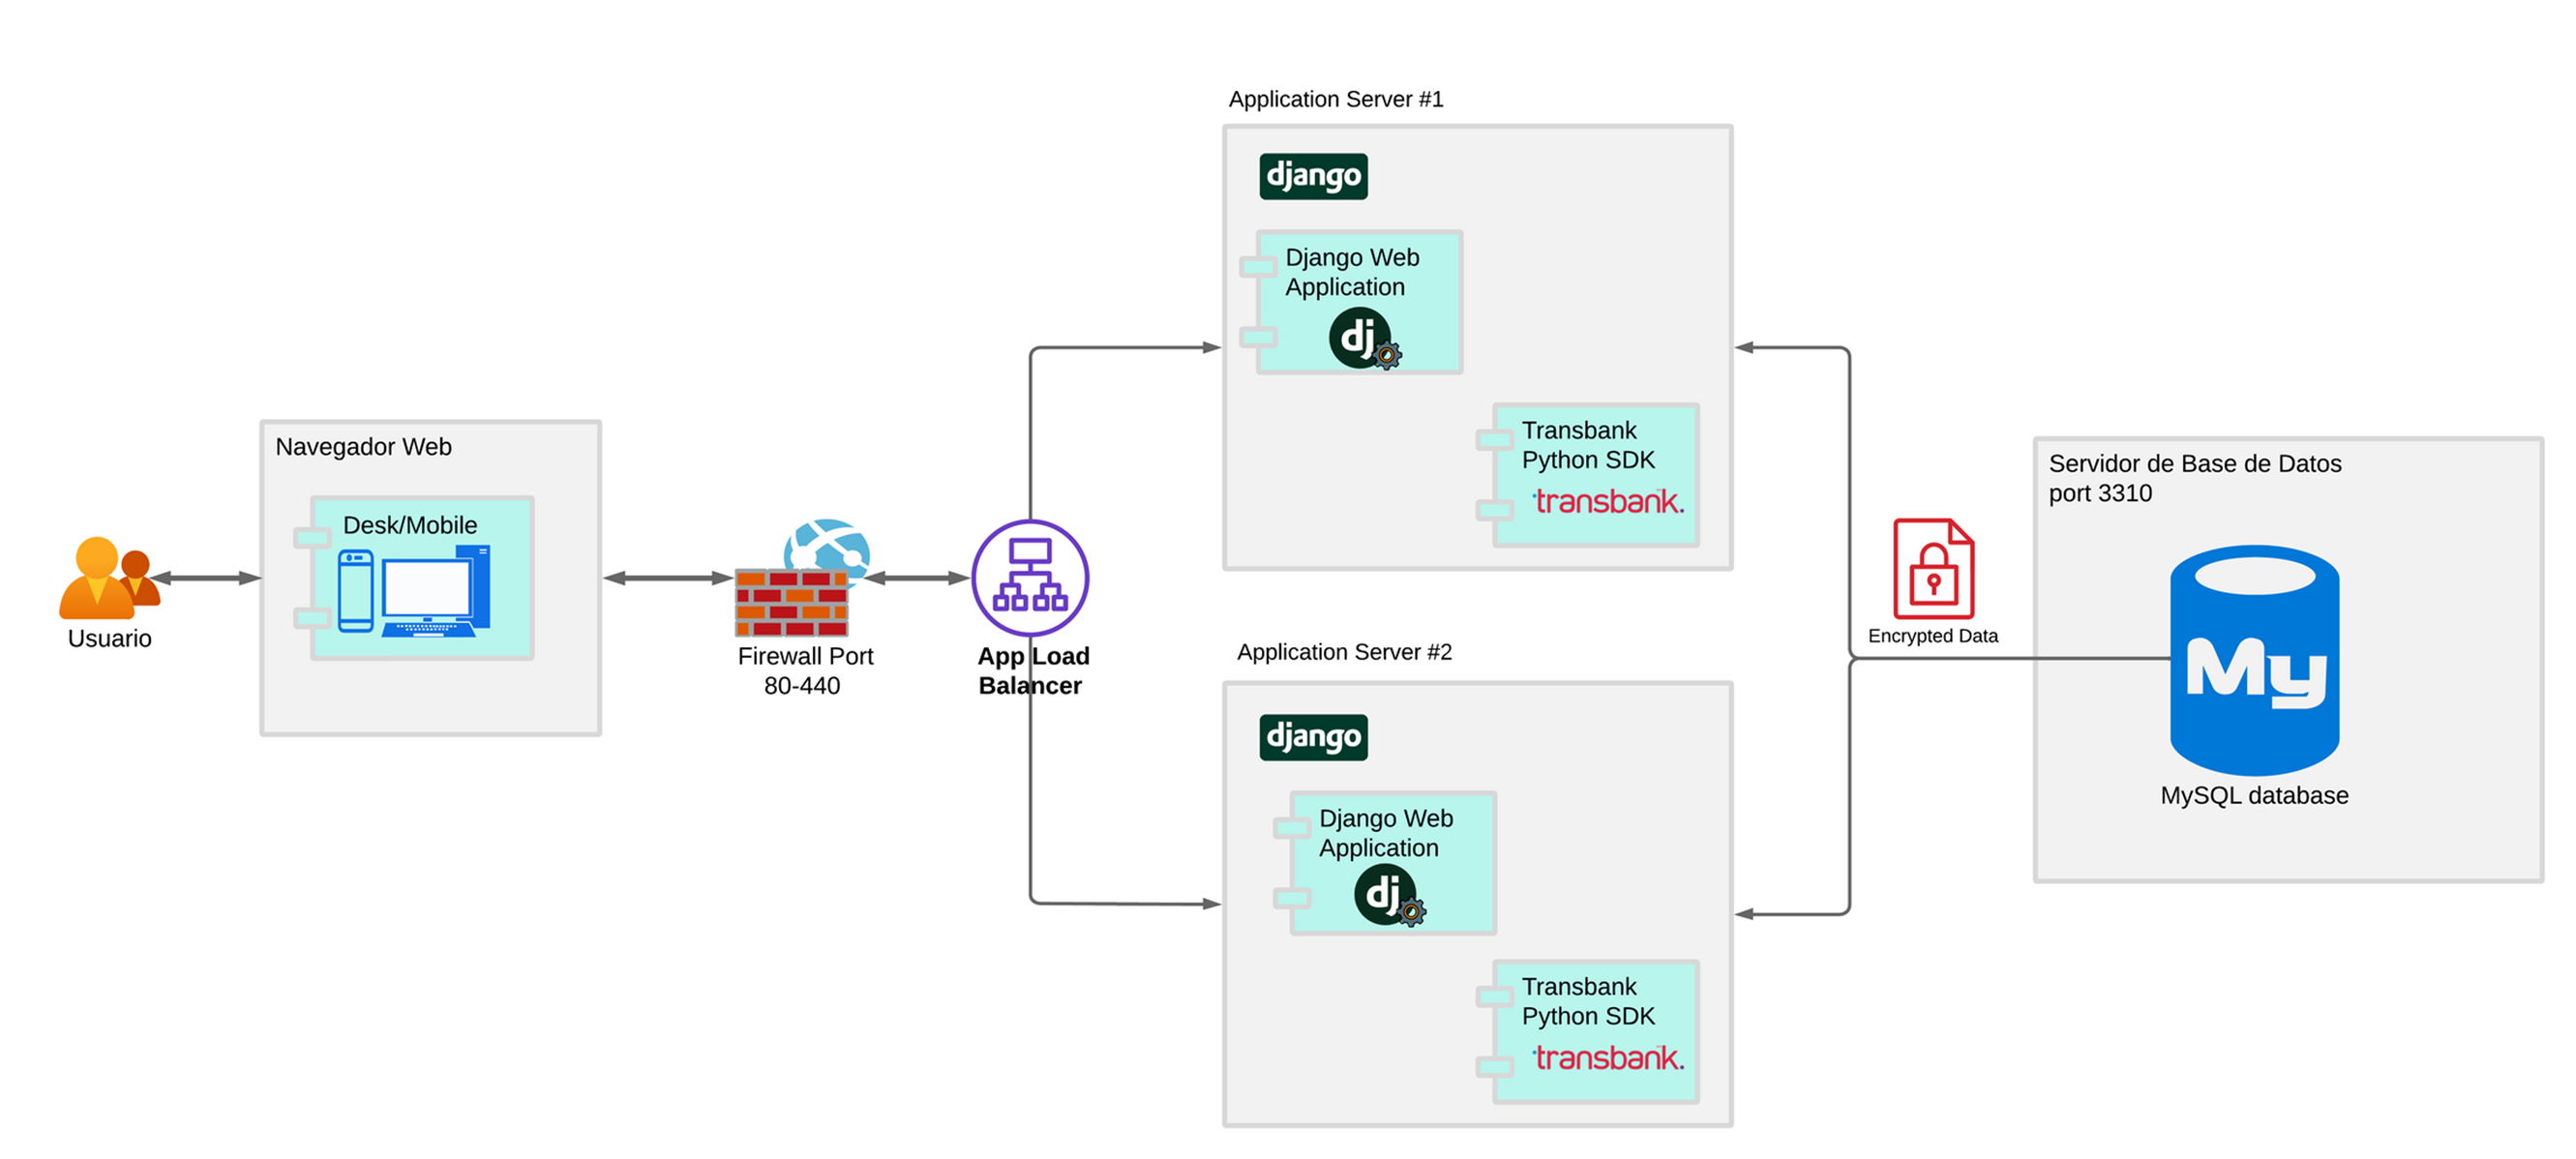 Application Server #1
django
Django Web
Application
dj
Transbank
Python SDK
transbank.
Navegador Web
Desk/Mobile
Usuario
Firewall Port
80-440
App Load
Balancer
Application Server #2
django
Django Web
Application
dj
Transbank
Python SDK
transbank.
Encrypted Data
Servidor de Base de Datos
port 3310
My
MySQL database